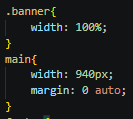 .banner{
    width: 100%;
}
main{
    width: 940px;
    margin: 0 auto;
}